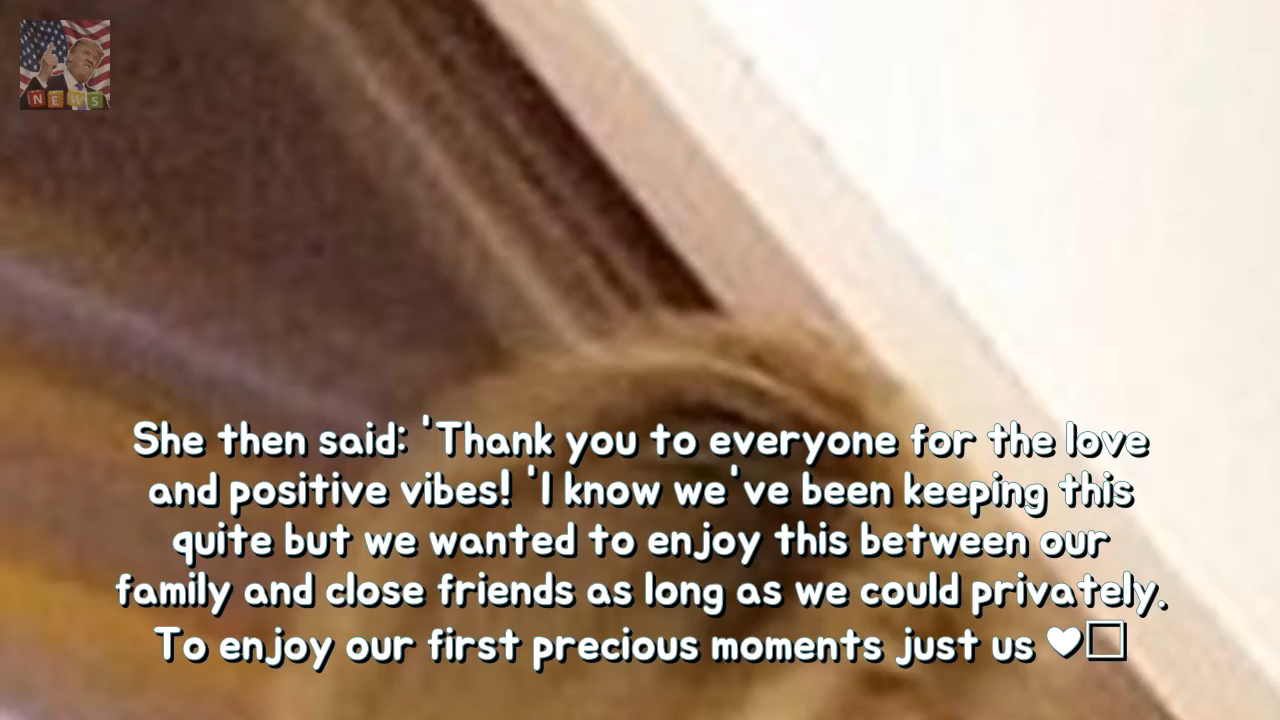 NEWS
She then said: 'Thank you to everyone for the love
and positive vibes! 'I know we've been keeping this
quite but we wanted to enjoy this between our
family and close friends as long as we could privately.
To enjoy our first precious moments just us ♥□